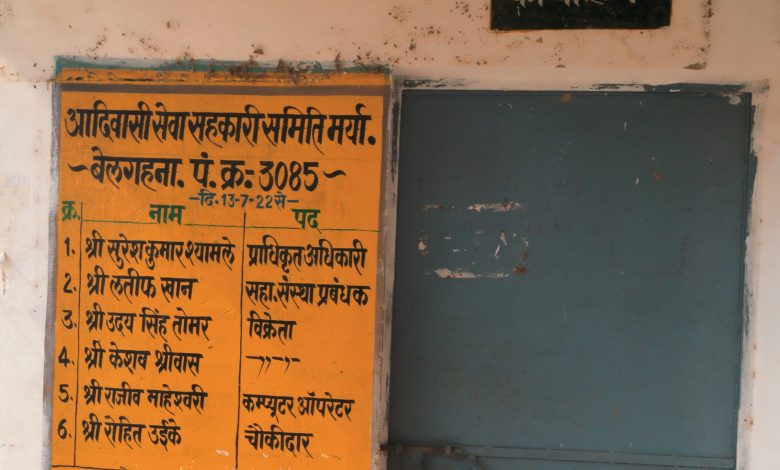 आदिवासी सेवा सहकारी समिति मर्या.
~बेलगहना. पं. क्र.- 3085~
-दि. 13-7-22 से-
क्र. नाम पद
1. श्री सुरेश कुमार श्यामले प्राधिकृत अधिकारी
2. श्री लतीफ खान सहा. संस्था प्रबंधक
3. श्री उदय सिंह तोमर विक्रेता
4. श्री केशव श्रीवास -,,-,-
5. श्री राजीव माहेश्वरी कम्प्यूटर ऑपरेटर
6. श्री रोहित उईके चौकीदार